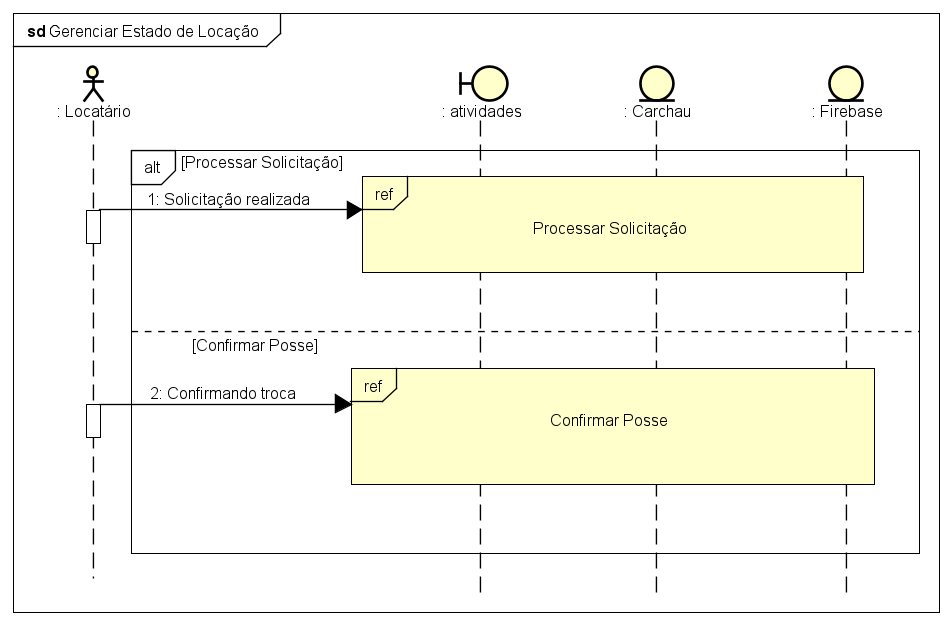 sd Gerenciar Estado de Locação
: Locatário
: atividades
: Carchau
: Firebase
alt
[Processar Solicitação]
1: Solicitação realizada
ref
Processar Solicitação
[Confirmar Posse]
2: Confirmando troca
ref
Confirmar Posse